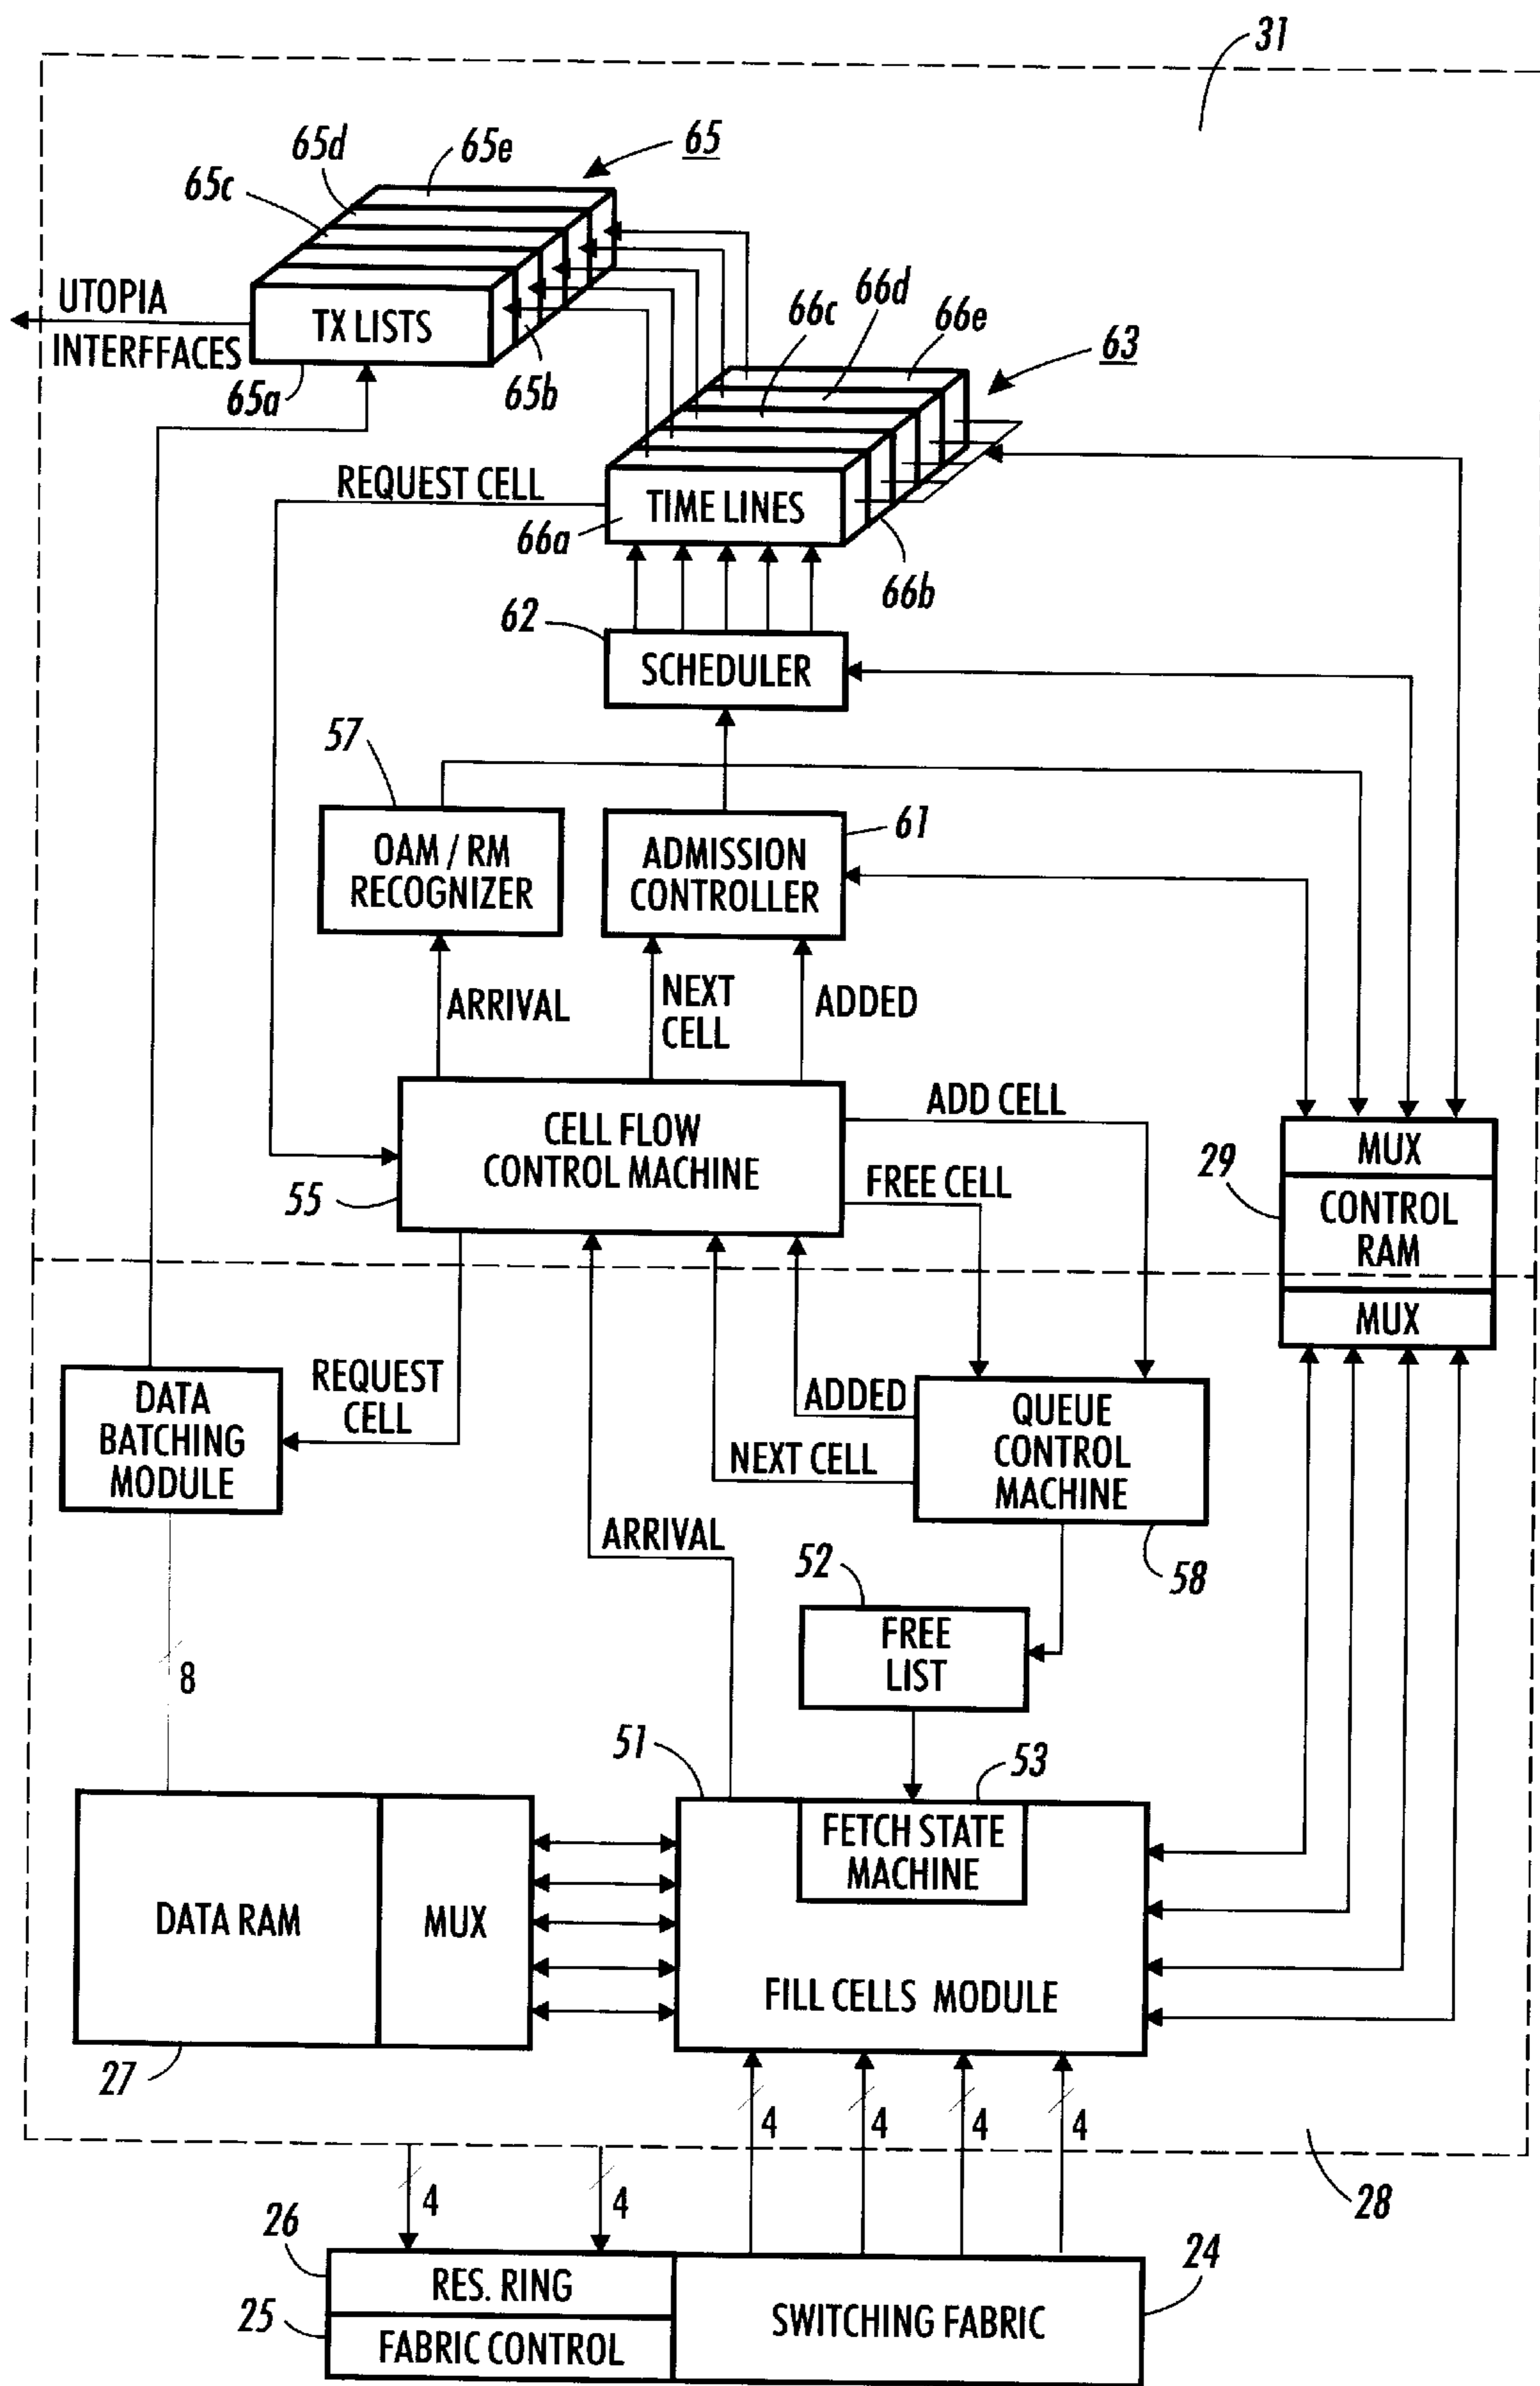 31
65d
65e
65
65c
UTOPIA
INTERFFACES
TX LISTS
65a
65b
66c
66d
66e
63
REQUEST CELL
TIME LINES
66a
66b
62
SCHEDULER
57
OAM / RM
RECOGNIZER
ADMISSION
CONTROLLER
61
ARRIVAL
NEXT
CELL
ADDED
CELL FLOW
CONTROL MACHINE
55
ADD CELL
FREE CELL
29
MUX
CONTROL
RAM
MUX
DATA
BATCHING
MODULE
REQUEST
CELL
ADDED
NEXT CELL
QUEUE
CONTROL
MACHINE
58
ARRIVAL
52
FREE
LIST
8
51
53
FETCH STATE
MACHINE
DATA RAM
MUX
FILL CELLS MODULE
27
4
4
4
4
28
4
4
26
RES. RING
25
FABRIC CONTROL
SWITCHING FABRIC
24